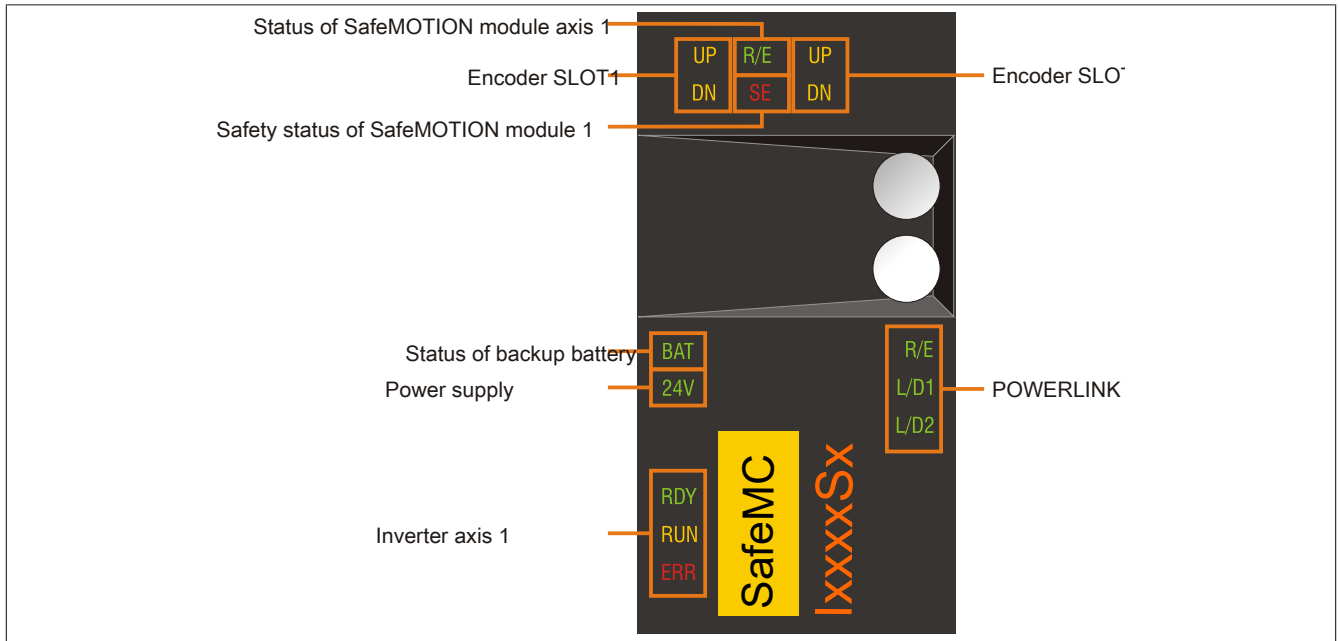 Status of SafeMOTION module axis 1
UP R/E UP
Encoder SLOT1
Encoder SLO
DN SE DN
Safety status of SafeMOTION module 1
Status of backup battery
BAT
R/E
Power supply
24V
L/D1
POWERLINK
L/D2
RDY
Inverter axis 1
RUN
ERR
SafeMC
IxxxxSx